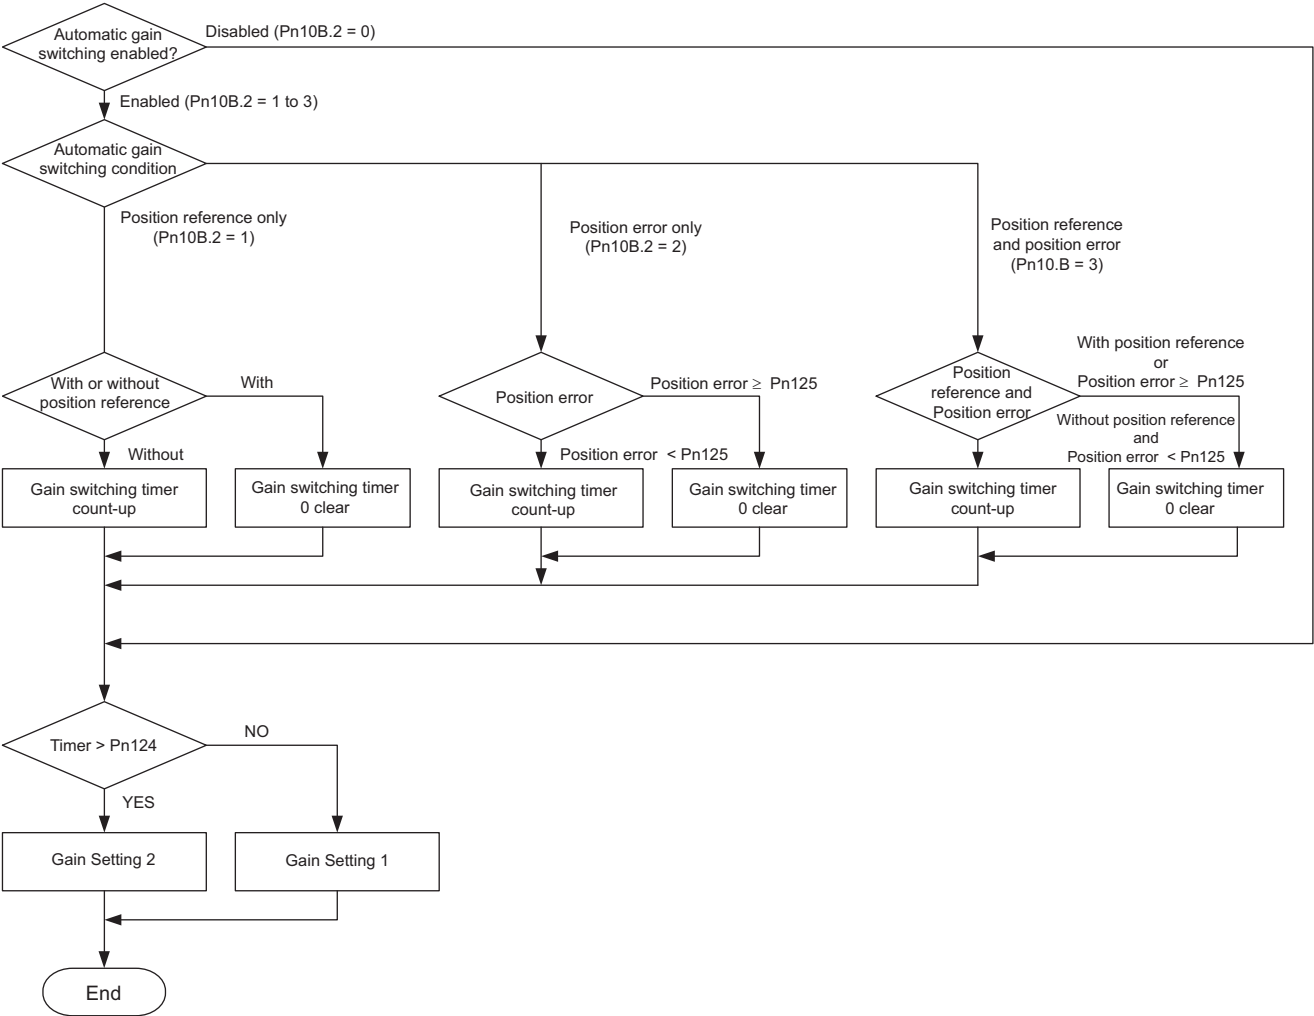 Automatic gain
switching enabled?
Disabled (Pn10B.2 = 0)
Enabled (Pn10B.2 = 1 to 3)
Automatic gain
switching condition
Position reference only
(Pn10B.2 = 1)
Position error only
(Pn10B.2 = 2)
Position reference
and position error
(Pn10.B = 3)
With or without
position reference
With
Without
Position error
Position error ≥ Pn125
Position error < Pn125
Position
reference and
Position error
With position reference
or
Position error ≥ Pn125
Without position reference
and
Position error < Pn125
Gain switching timer
count-up
Gain switching timer
0 clear
Gain switching timer
count-up
Gain switching timer
0 clear
Gain switching timer
count-up
Gain switching timer
0 clear
Timer > Pn124
NO
YES
Gain Setting 2
Gain Setting 1
End